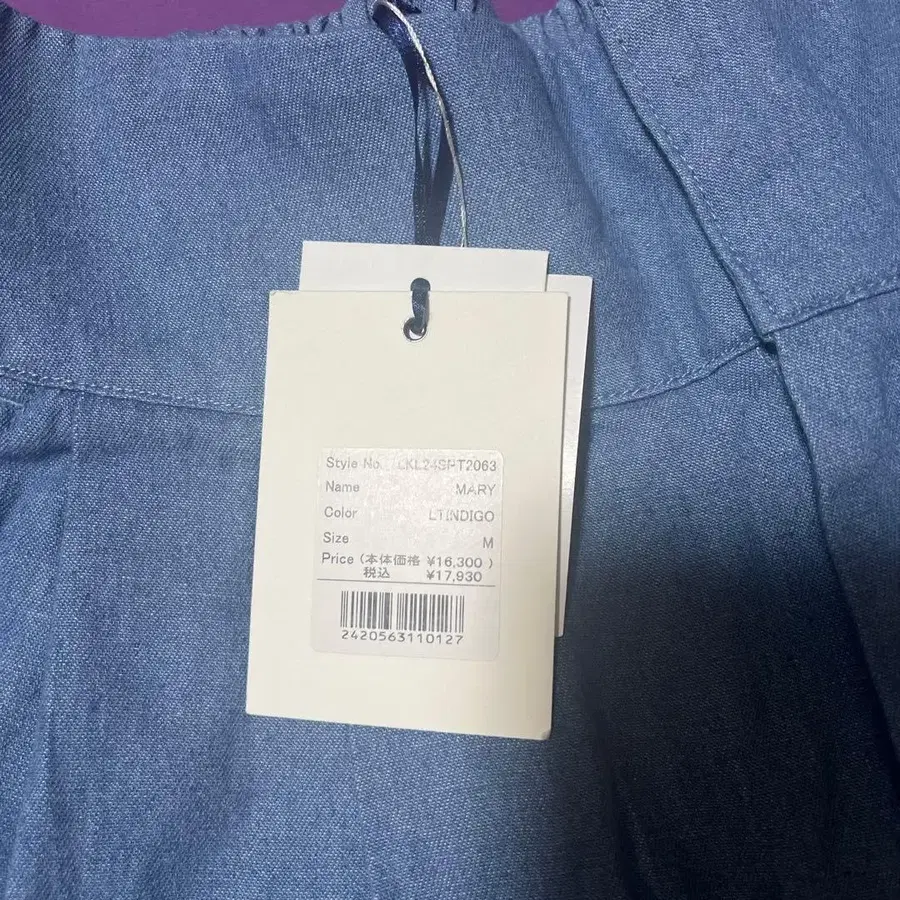 Style No. LKL24SPT2063
Name MARY
Color LTINDIGO
Size M
Price (本体価格 ¥16,300 )
税込 ¥17,930
2420563110127